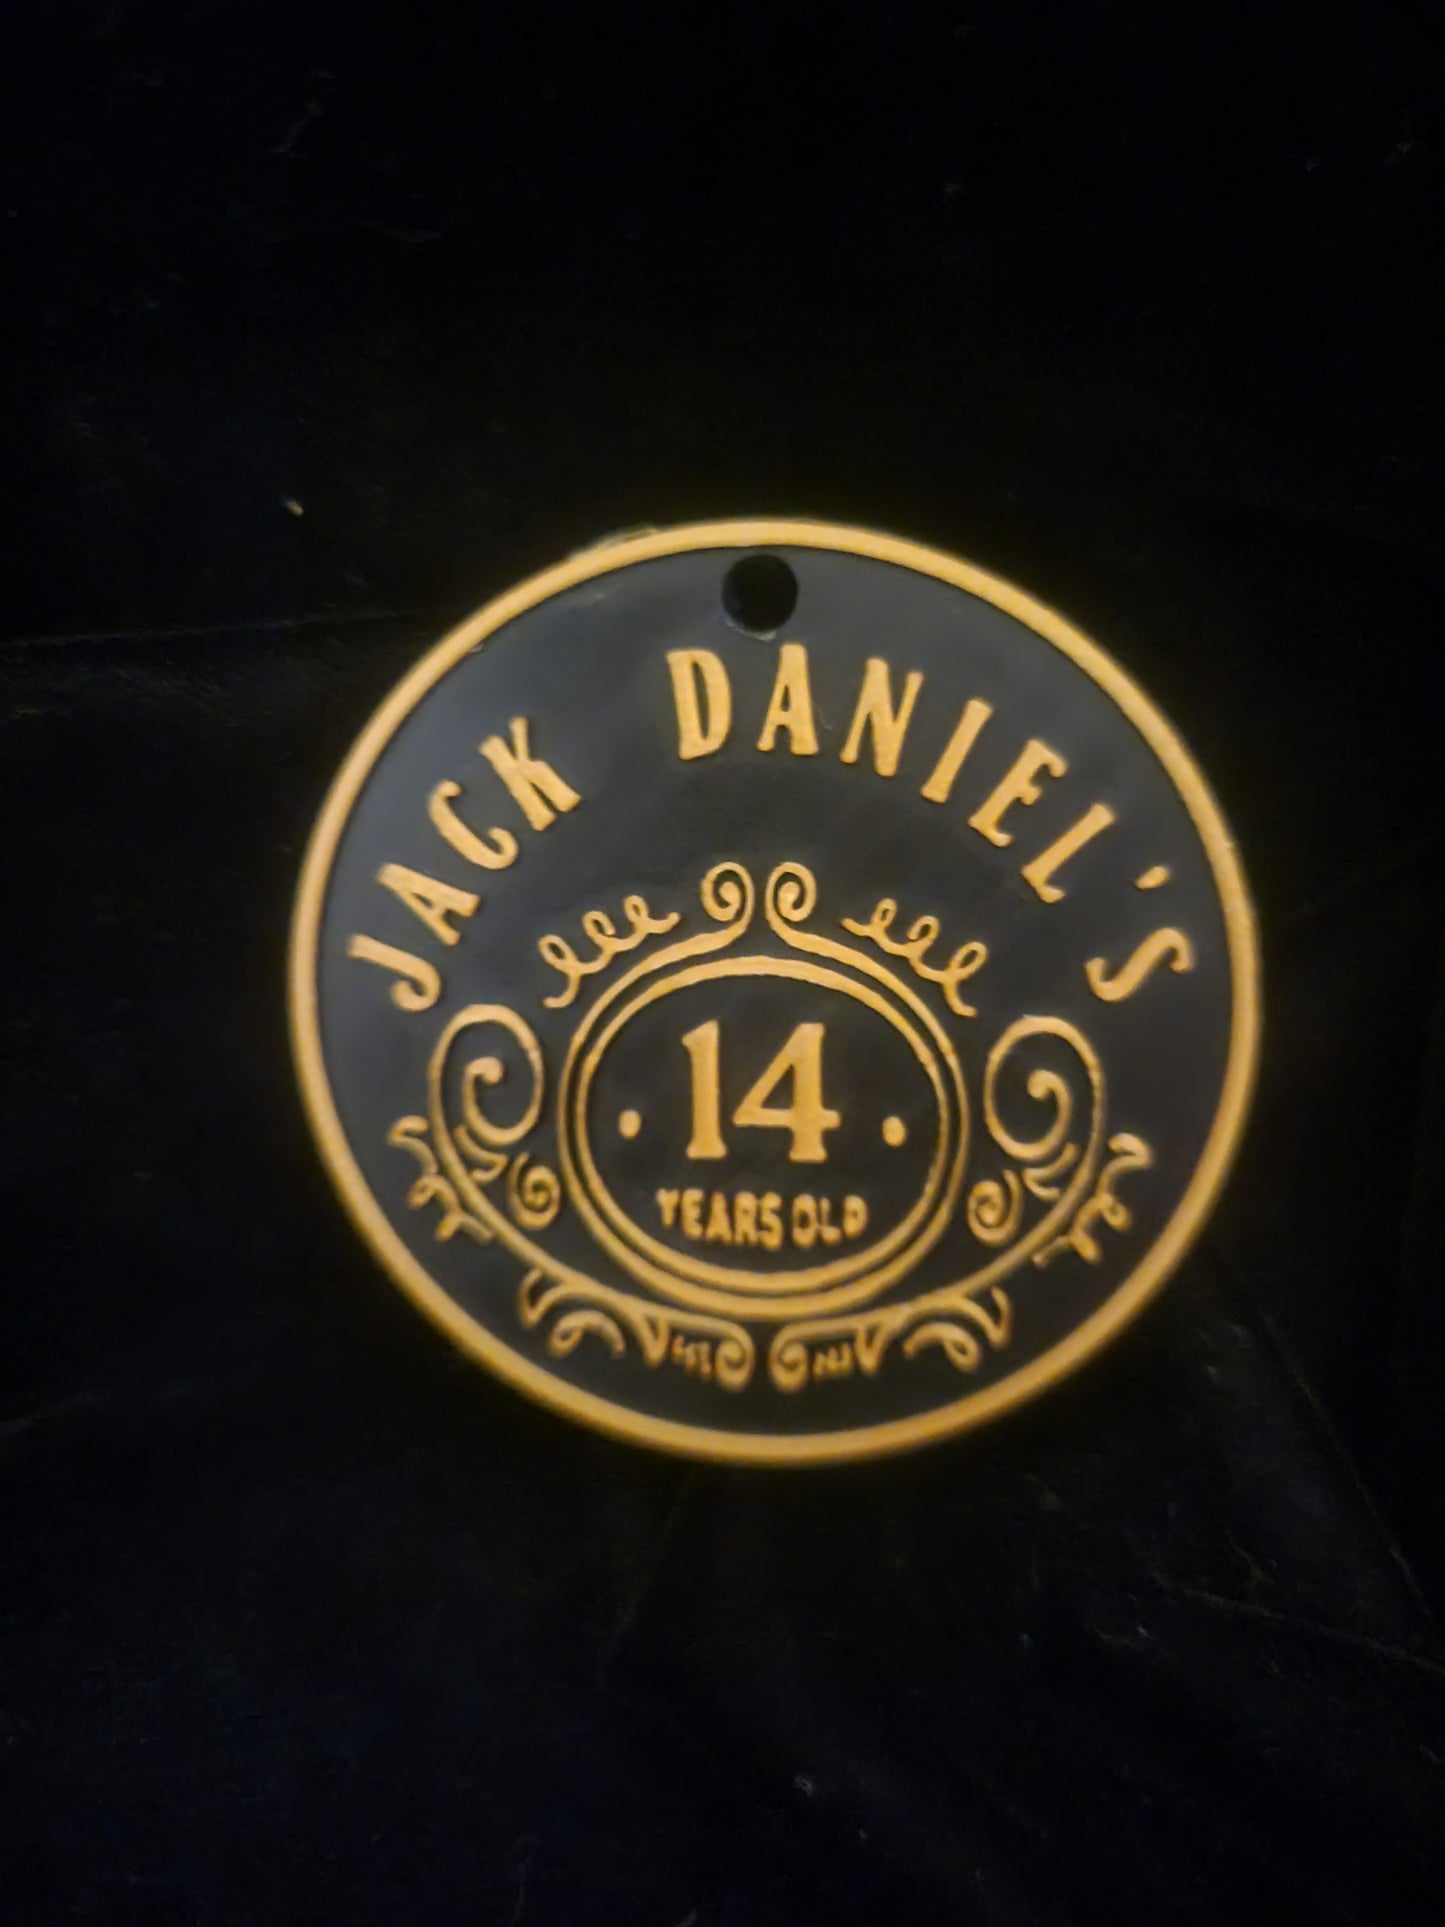 JACK DANIEL'S
14
YEARS OLD